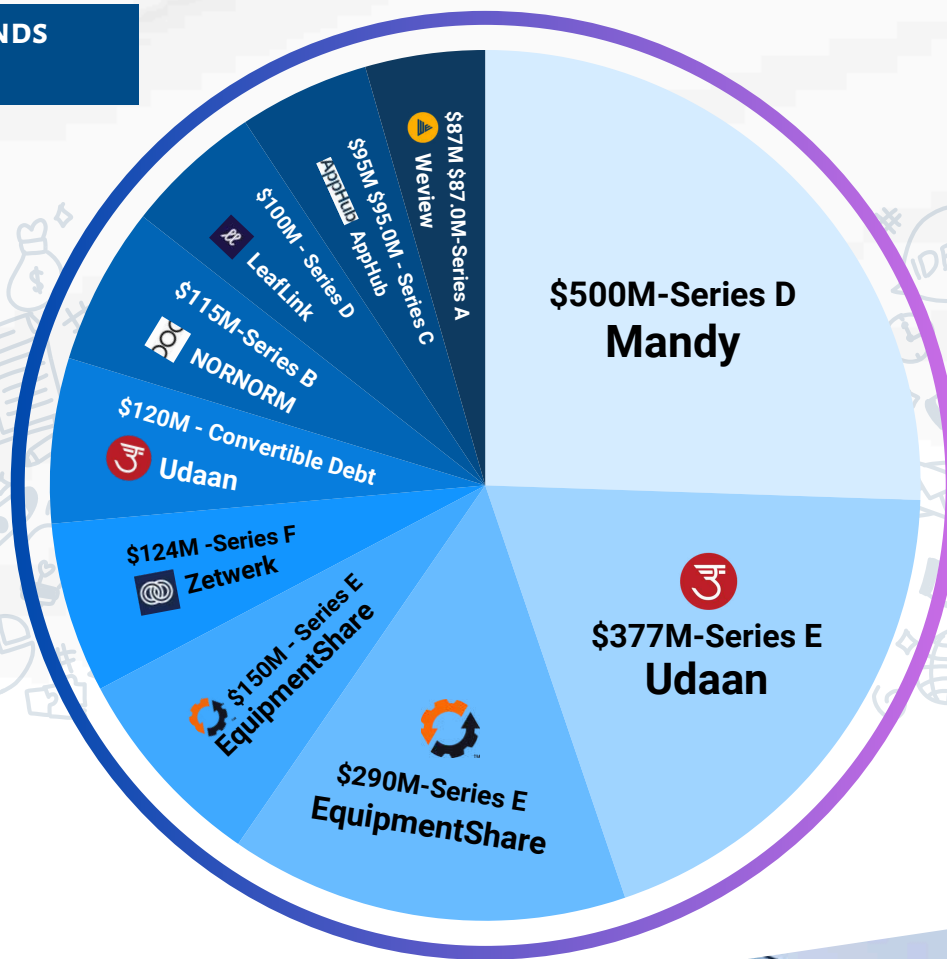 NDS
$500M-Series D
Mandy
$377M-Series E
Udaan
$290M-Series E
EquipmentShare
$150M - Series E
EquipmentShare
$124M -Series F
Zetwerk
$120M - Convertible Debt
Udaan
$115M-Series B
NORNORM
$100M - Series D
LeafLink
$95M $95.0M - Series C
AppHub AppHub
$87M $87.0M-Series A
Weview
IDE